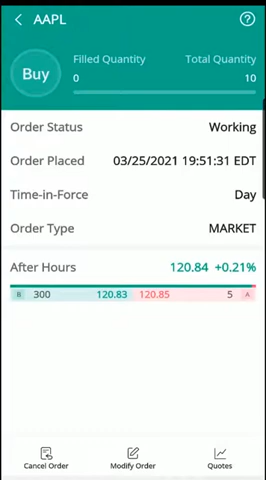 AAPL
Buy
Filled Quantity Total Quantity
0 10
Order Status Working
Order Placed 03/25/2021 19:51:31 EDT
Time-in-Force Day
Order Type MARKET
After Hours 120.84 +0.21%
B 300 120.83 120.85 5 A
Cancel Order Modify Order Quotes